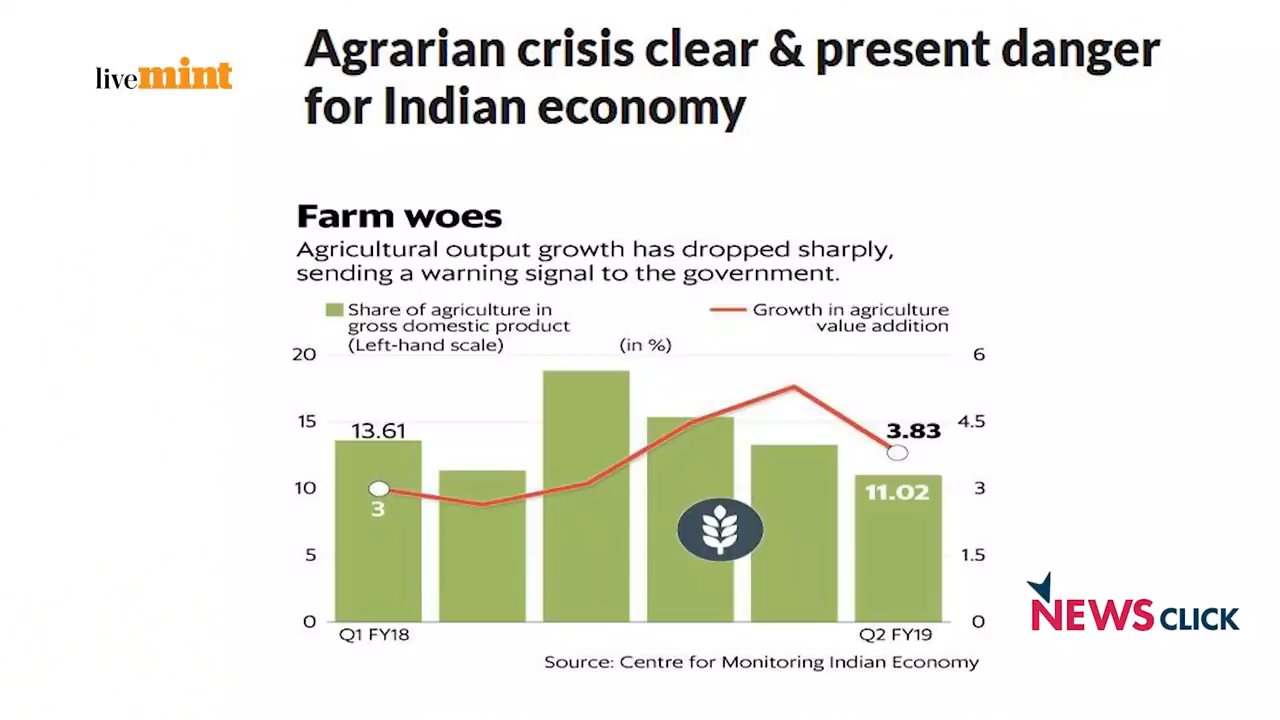 livemint
Agrarian crisis clear & present danger
for Indian economy
Farm woes
Agricultural output growth has dropped sharply,
sending a warning signal to the government.
Share of agriculture in
gross domestic product
(Left-hand scale)
(in %)
Growth in agriculture
value addition
20
15
10
5
0
6
4.5
3
1.5
0
13.61
3
3.83
11.02
Q1 FY18
Q2 FY19
Source: Centre for Monitoring Indian Economy
NEWSCLICK